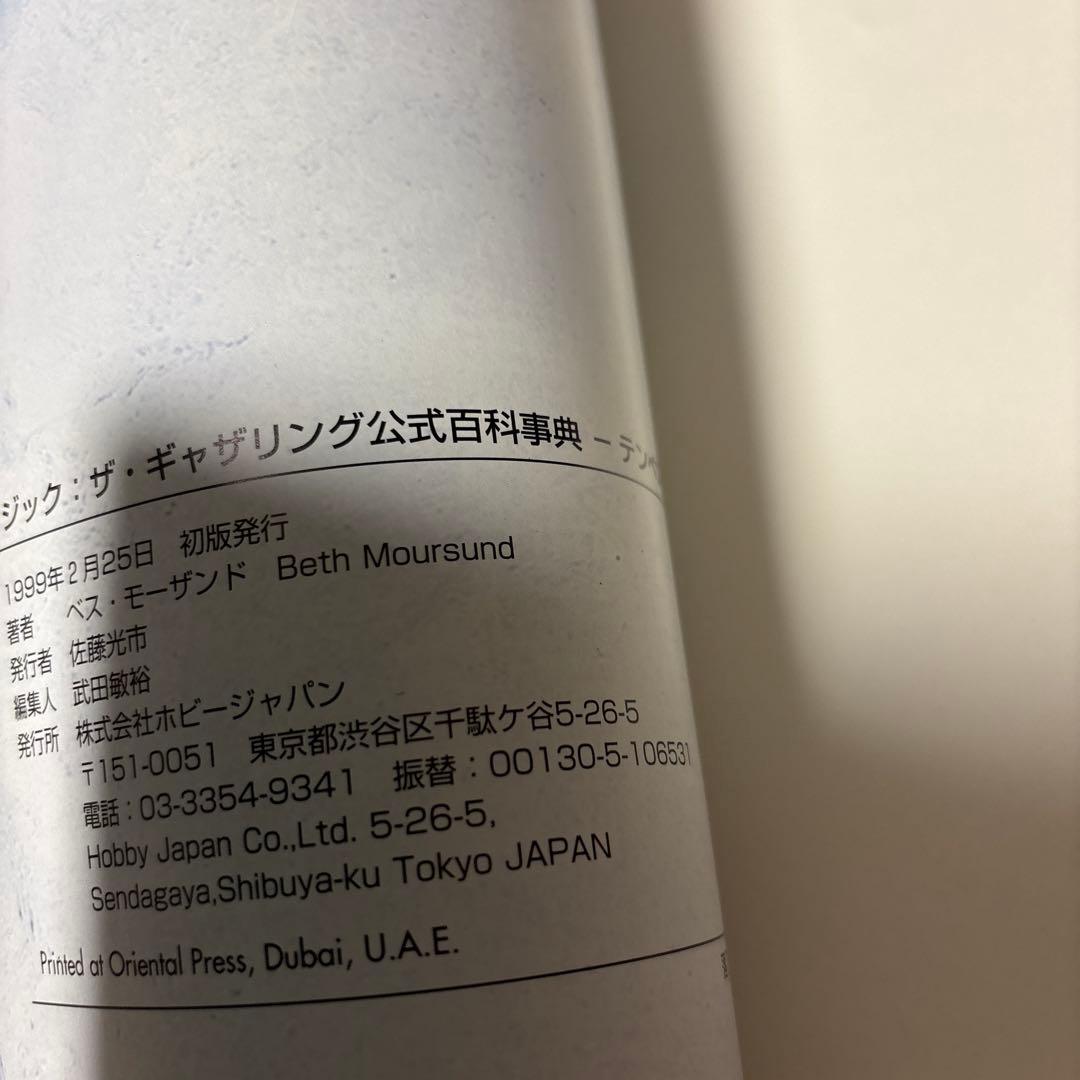 ジック：ザ・ギャザリング公式百科事典 − テンペ
1999年2月25日　初版発行
著者　ベス・モーザンド　Beth Moursund
発行者　佐藤光市
編集人　武田敏裕
発行所　株式会社ホビージャパン
〒151-0051　東京都渋谷区千駄ケ谷5-26-5
電話：03-3354-9341　振替：00130-5-106531
Hobby Japan Co.,Ltd. 5-26-5,
Sendagaya,Shibuya-ku Tokyo JAPAN
Printed at Oriental Press, Dubai, U.A.E.